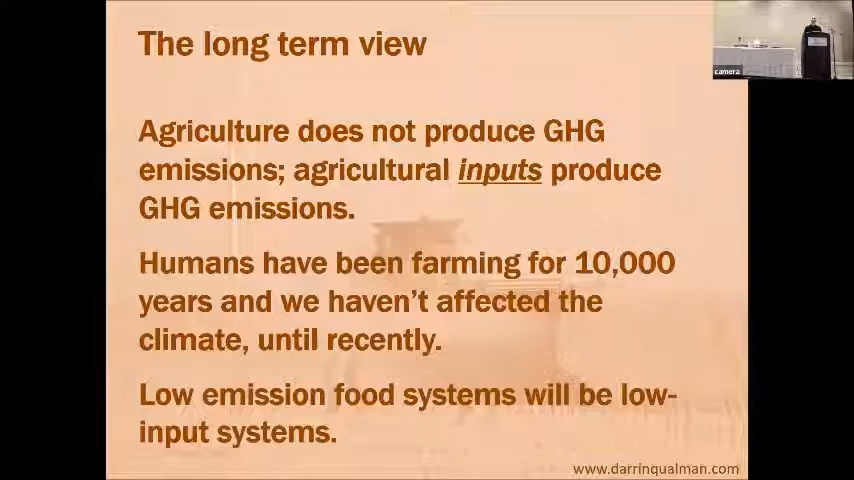 The long term view
Agriculture does not produce GHG
emissions; agricultural inputs produce
GHG emissions.
Humans have been farming for 10,000
years and we haven't affected the
climate, until recently.
Low emission food systems will be low-
input systems.
www.darrinqualman.com
camera